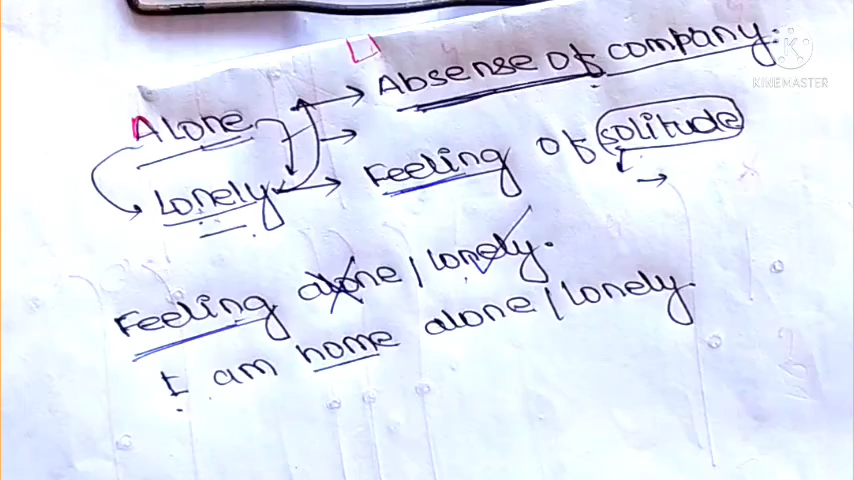 Alone → Absense of company.
Lonely → Feeling of solitude
Feeling alone / lonely.
I am home alone / lonely.
KINEMASTER